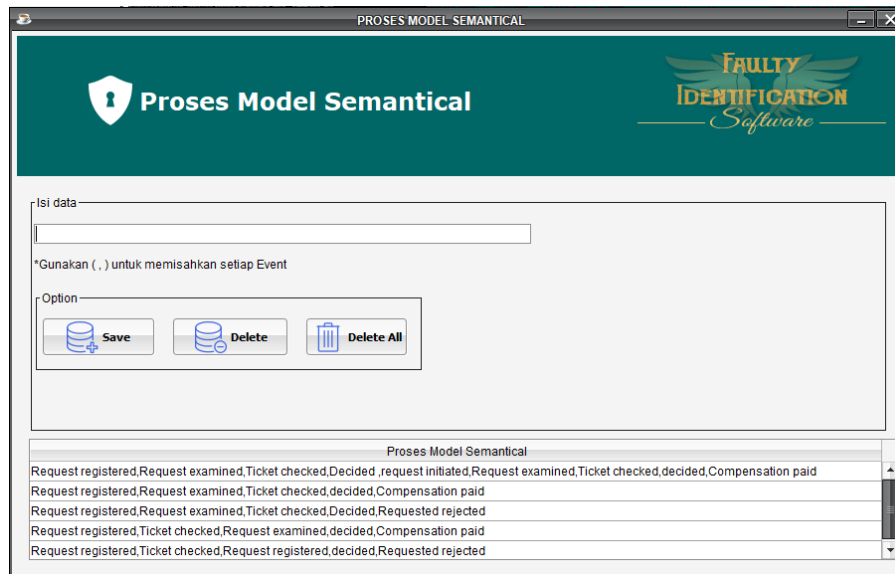 PROSES MODEL SEMANTICAL
Proses Model Semantical
FAULTY
IDENTIFICATION
Software
Isi data
*Gunakan ( , ) untuk memisahkan setiap Event
Option
Save
Delete
Delete All
Proses Model Semantical
Request registered,Request examined,Ticket checked,Decided ,request initiated,Request examined,Ticket checked,decided,Compensation paid
Request registered,Request examined,Ticket checked,decided,Compensation paid
Request registered,Request examined,Ticket checked,Decided,Requested rejected
Request registered,Ticket checked,Request examined,decided,Compensation paid
Request registered,Ticket checked,Request registered,decided,Requested rejected